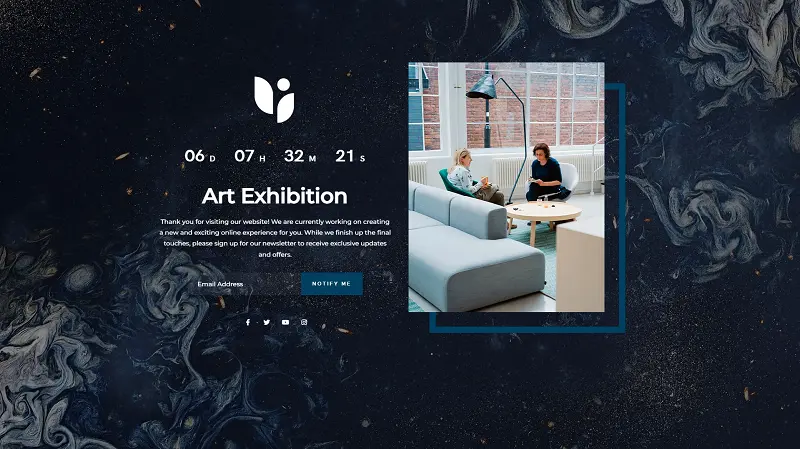 06 D 07 H 32 M 21 S
Art Exhibition
Thank you for visiting our website! We are currently working on creating
a new and exciting online experience for you. While we finish up the final
touches, please sign up for our newsletter to receive exclusive updates
and offers.
Email Address NOTIFY ME